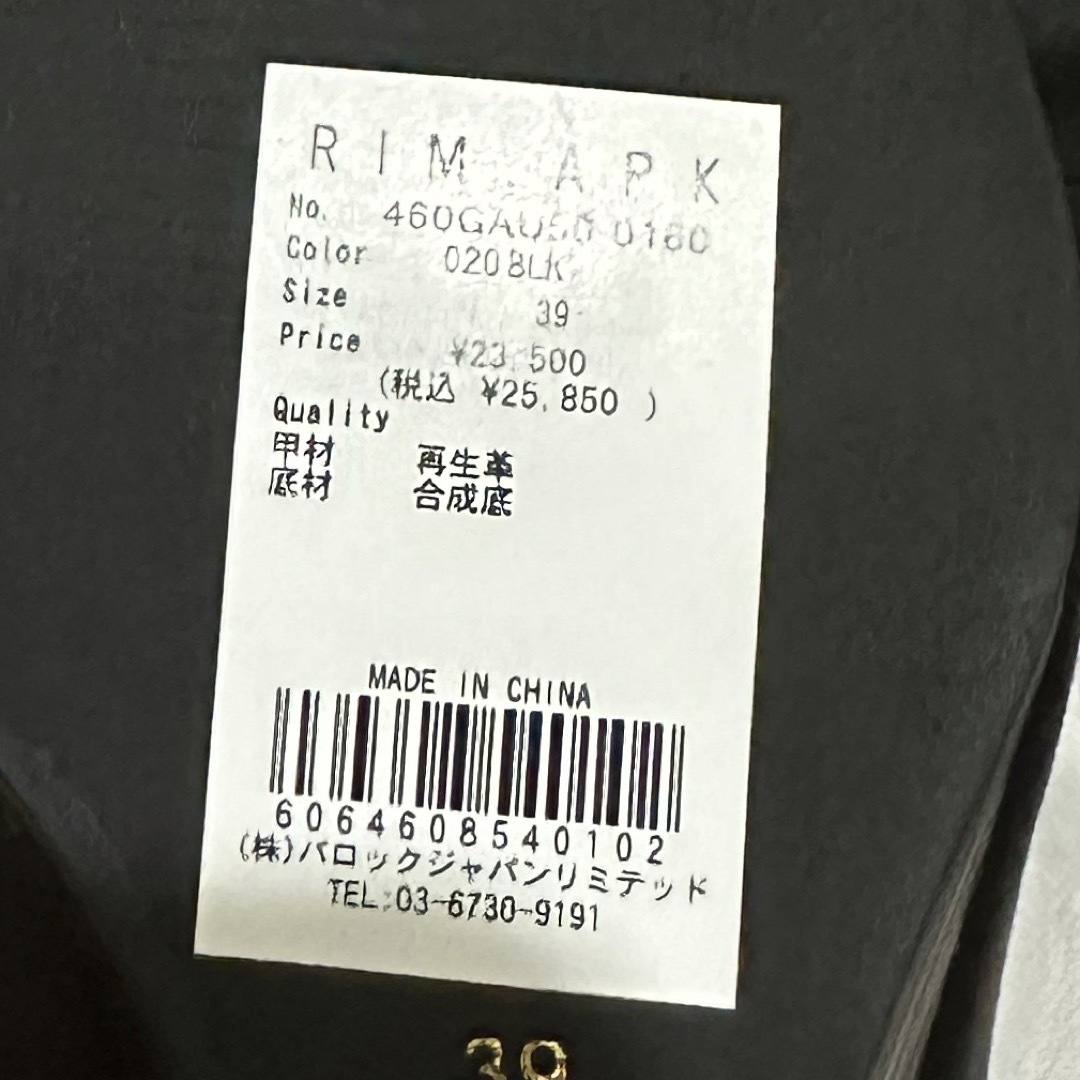 RIM.ARK
No. 460GAU50-0160
Color 020BLK
Size 39
Price ¥23,500
(税込 ¥25,850 )
Quality
甲材 再生革
底材 合成底
MADE IN CHINA
6064608540102
(株)バロックジャパンリミテッド
TEL:03-6730-9191
39